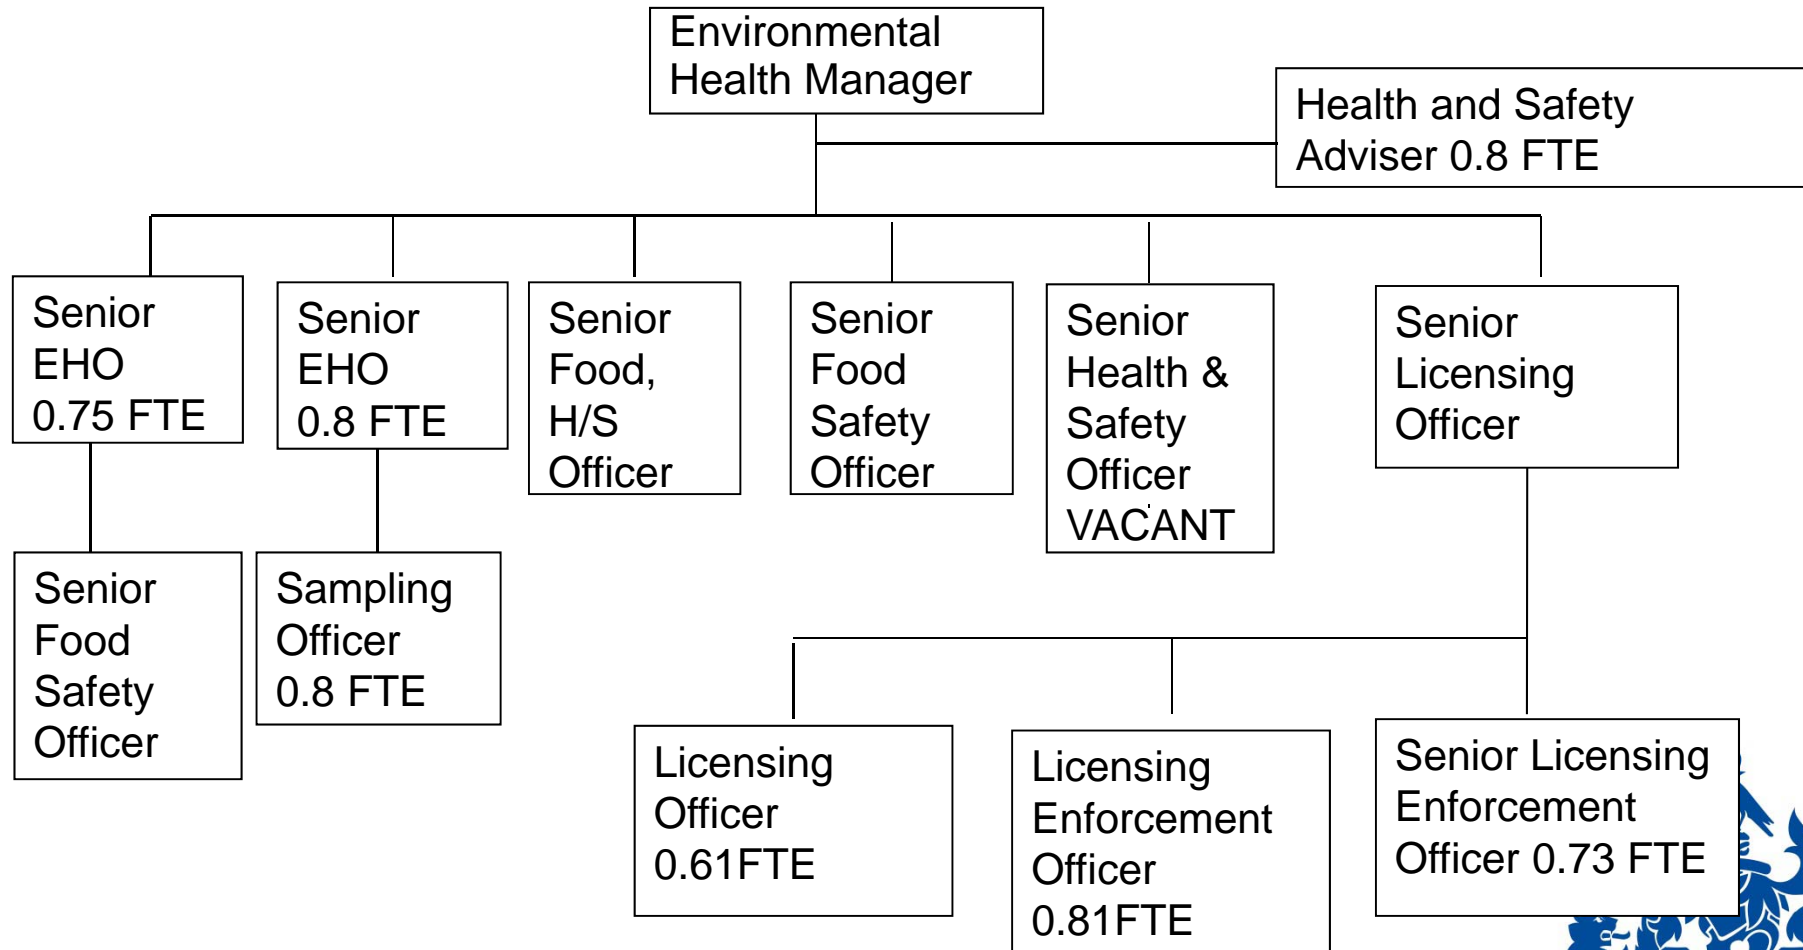 Environmental
Health Manager
Health and Safety
Adviser 0.8 FTE
Senior
EHO
0.75 FTE
Senior
EHO
0.8 FTE
Senior
Food,
H/S
Officer
Senior
Food
Safety
Officer
Senior
Health &
Safety
Officer
VACANT
Senior
Licensing
Officer
Senior
Food
Safety
Officer
Sampling
Officer
0.8 FTE
Licensing
Officer
0.61FTE
Licensing
Enforcement
Officer
0.81FTE
Senior Licensing
Enforcement
Officer 0.73 FTE